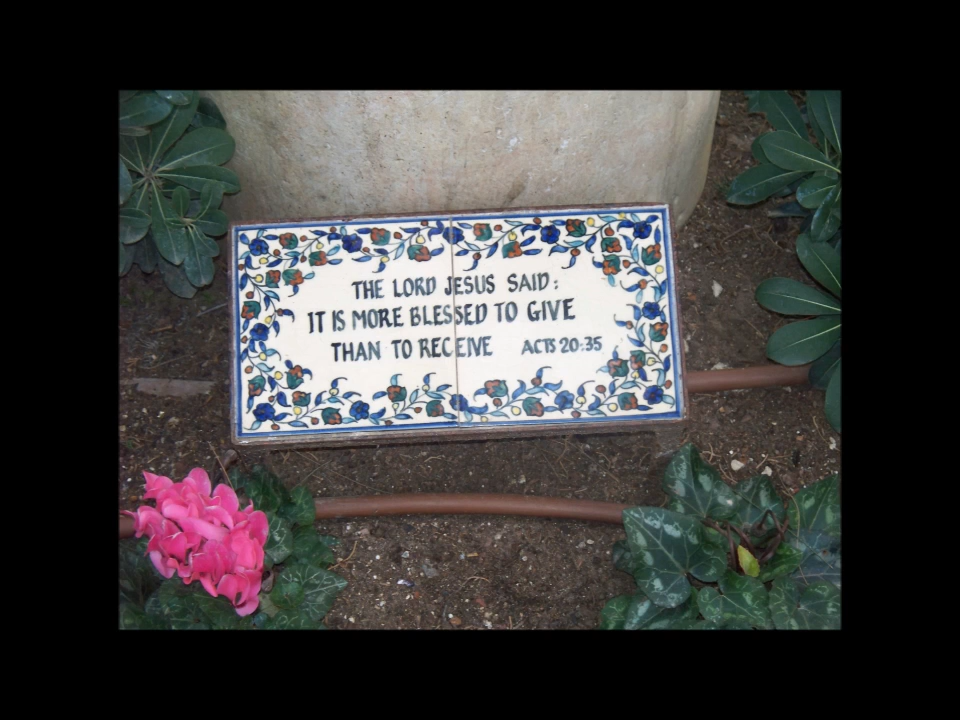 THE LORD JESUS SAID:
IT IS MORE BLESSED TO GIVE
THAN TO RECEIVE ACTS 20:35